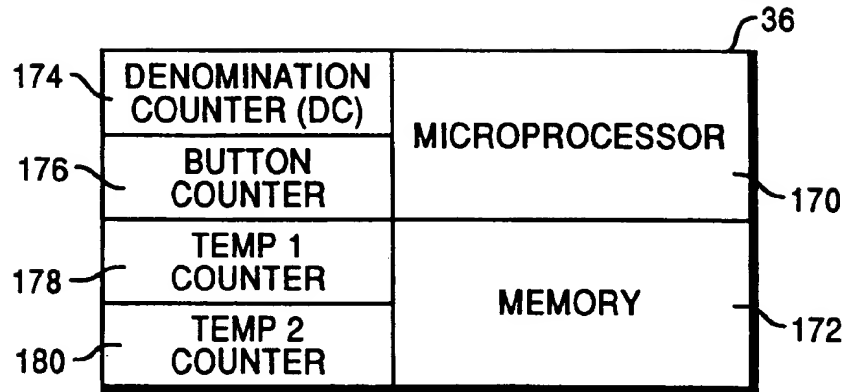 36
174
DENOMINATION
COUNTER (DC)
MICROPROCESSOR
176
BUTTON
COUNTER
170
178
TEMP 1
COUNTER
MEMORY
172
180
TEMP 2
COUNTER